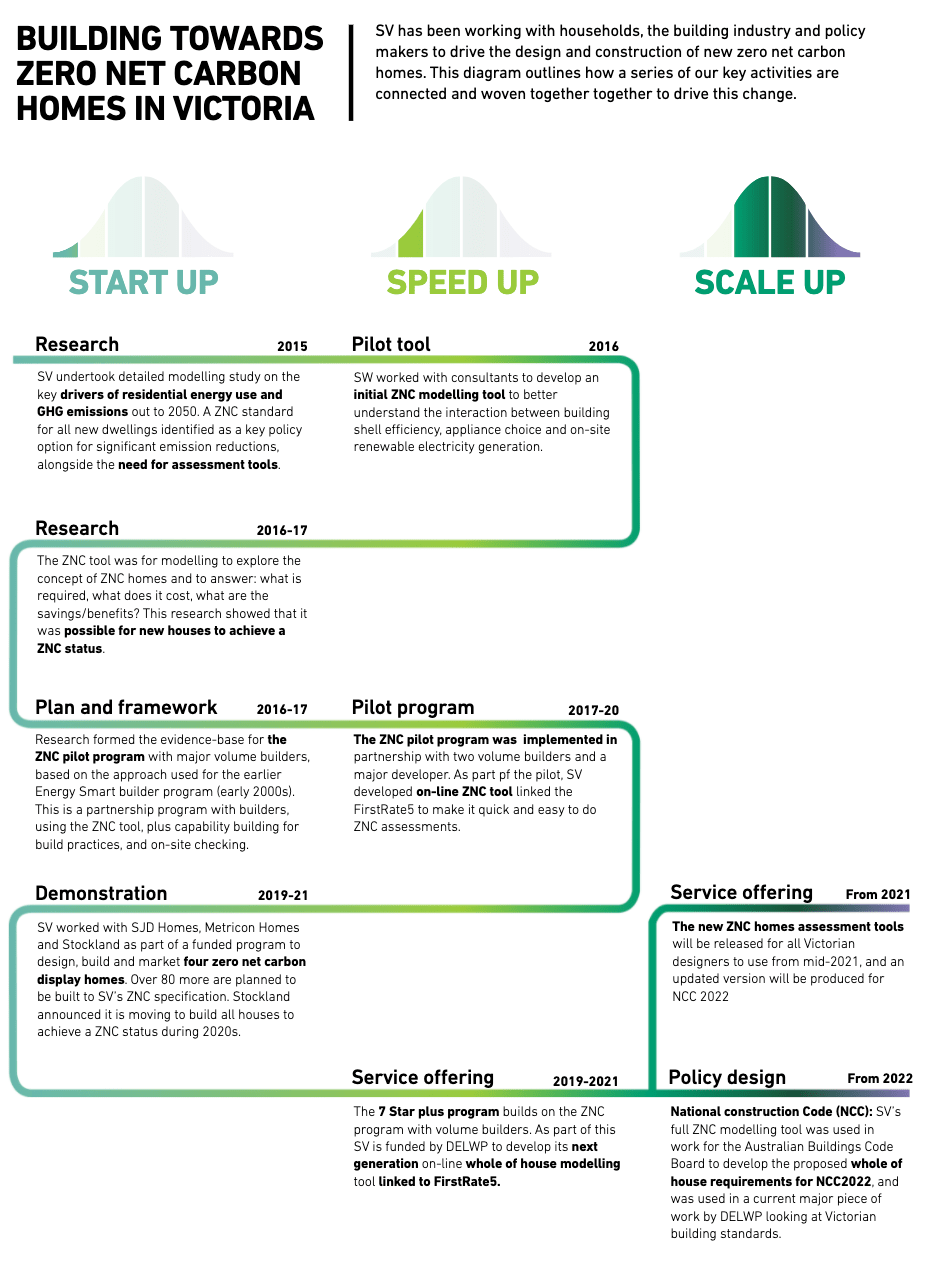 BUILDING TOWARDS
ZERO NET CARBON
HOMES IN VICTORIA
SV has been working with households, the building industry and policy
makers to drive the design and construction of new zero net carbon
homes. This diagram outlines how a series of our key activities are
connected and woven together together to drive this change.
START UP
SPEED UP
SCALE UP
Research 2015
SV undertook detailed modelling study on the
key drivers of residential energy use and
GHG emissions out to 2050. A ZNC standard
for all new dwellings identified as a key policy
option for significant emission reductions,
alongside the need for assessment tools.
Pilot tool 2016
SW worked with consultants to develop an
initial ZNC modelling tool to better
understand the interaction between building
shell efficiency, appliance choice and on-site
renewable electricity generation.
Research 2016-17
The ZNC tool was for modelling to explore the
concept of ZNC homes and to answer: what is
required, what does it cost, what are the
savings/benefits? This research showed that it
was possible for new houses to achieve a
ZNC status.
Plan and framework 2016-17
Research formed the evidence-base for the
ZNC pilot program with major volume builders,
based on the approach used for the earlier
Energy Smart builder program (early 2000s).
This is a partnership program with builders,
using the ZNC tool, plus capability building for
build practices, and on-site checking.
Pilot program 2017-20
The ZNC pilot program was implemented in
partnership with two volume builders and a
major developer. As part pf the pilot, SV
developed on-line ZNC tool linked the
FirstRate5 to make it quick and easy to do
ZNC assessments.
Demonstration 2019-21
SV worked with SJD Homes, Metricon Homes
and Stockland as part of a funded program to
design, build and market four zero net carbon
display homes. Over 80 more are planned to
be built to SV's ZNC specification. Stockland
announced it is moving to build all houses to
achieve a ZNC status during 2020s.
Service offering From 2021
The new ZNC homes assessment tools
will be released for all Victorian
designers to use from mid-2021, and an
updated version will be produced for
NCC 2022
Service offering 2019-2021
The 7 Star plus program builds on the ZNC
program with volume builders. As part of this
SV is funded by DELWP to develop its next
generation on-line whole of house modelling
tool linked to FirstRate5.
Policy design From 2022
National construction Code (NCC): SV's
full ZNC modelling tool was used in
work for the Australian Buildings Code
Board to develop the proposed whole of
house requirements for NCC2022, and
was used in a current major piece of
work by DELWP looking at Victorian
building standards.